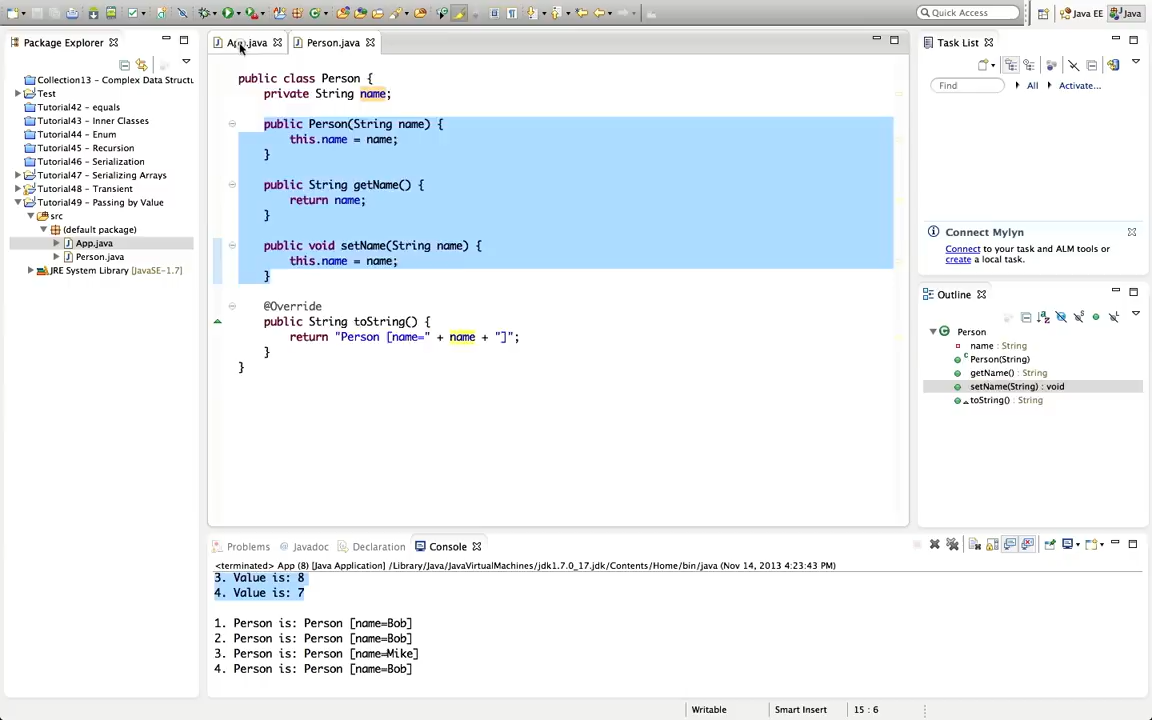 Quick Access
Java EE
Java
Package Explorer
App.java
Person.java
Task List
Collection13 - Complex Data Structu
Test
Tutorial42 - equals
Tutorial43 - Inner Classes
Tutorial44 - Enum
Tutorial45 - Recursion
Tutorial46 - Serialization
Tutorial47 - Serializing Arrays
Tutorial48 - Transient
Tutorial49 - Passing by Value
src
(default package)
App.java
Person.java
JRE System Library [JavaSE-1.7]
public class Person {
private String name;
public Person(String name) {
this.name = name;
}
public String getName() {
return name;
}
public void setName(String name) {
this.name = name;
}
@Override
public String toString() {
return "Person [name=" + name + "]";
}
}
Find
All
Activate...
Connect Mylyn
Connect to your task and ALM tools or
create a local task.
Outline
Person
name : String
Person(String)
getName() : String
setName(String) : void
toString() : String
Problems
Javadoc
Declaration
Console
<terminated> App (8) [Java Application] /Library/Java/JavaVirtualMachines/jdk1.7.0_17.jdk/Contents/Home/bin/java (Nov 14, 2013 4:23:43 PM)
3. Value is: 8
4. Value is: 7
1. Person is: Person [name=Bob]
2. Person is: Person [name=Bob]
3. Person is: Person [name=Mike]
4. Person is: Person [name=Bob]
Writable
Smart Insert
15 : 6